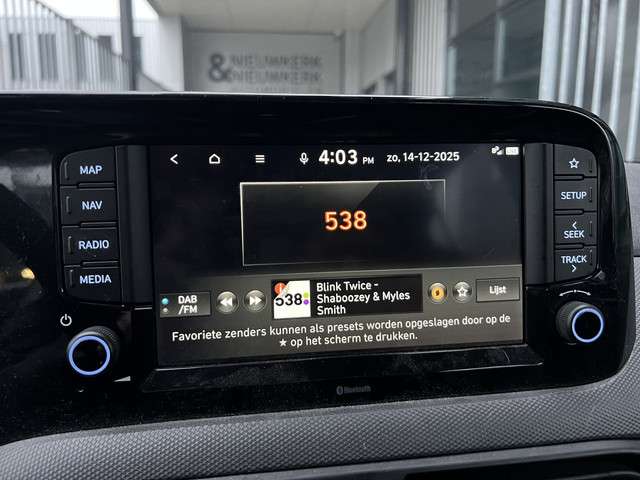 NIEUWKERK
&NIEUWKERK
MAP
NAV
RADIO
MEDIA
4:03 PM zo, 14-12-2025
538
DAB
/FM
538
Blink Twice -
Shaboozey & Myles
Smith
Lijst
Favoriete zenders kunnen als presets worden opgeslagen door op de
★ op het scherm te drukken.
SETUP
SEEK
TRACK
Bluetooth